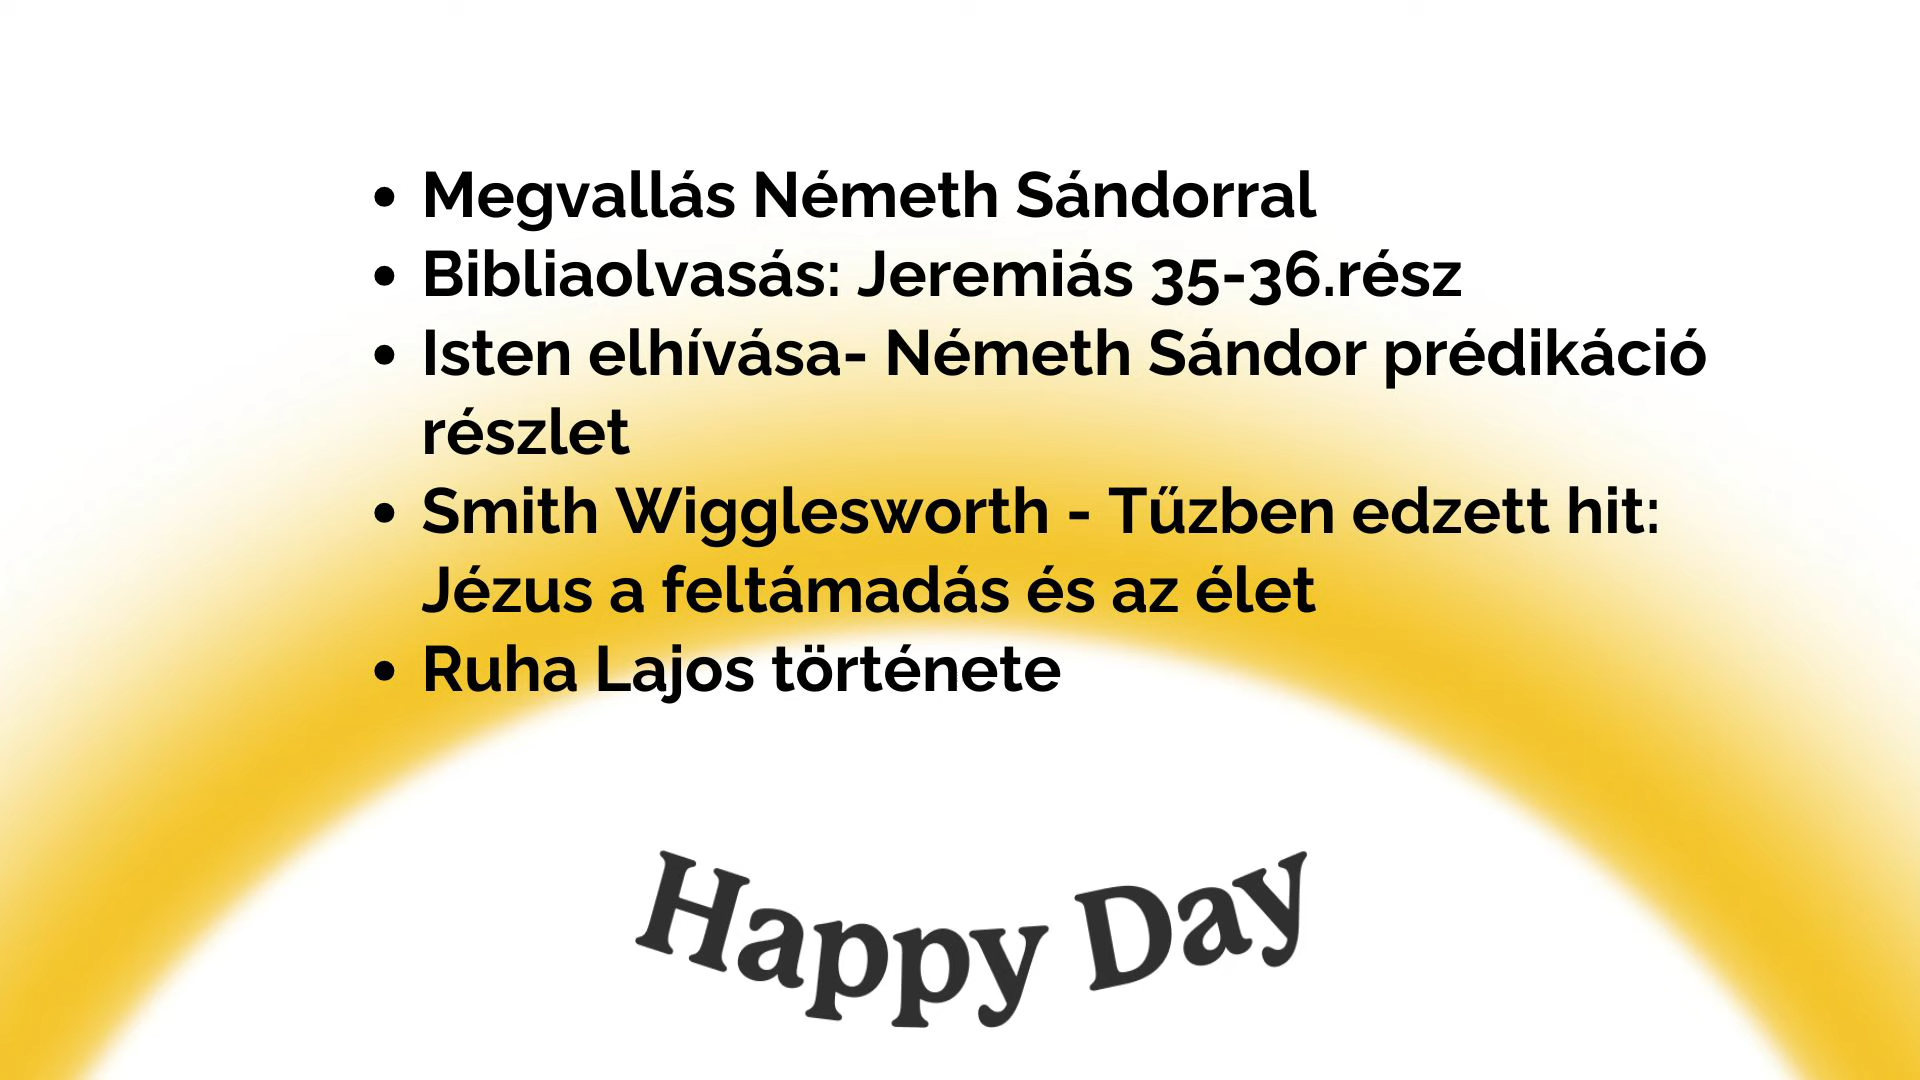 • Megvallás Németh Sándorral
• Bibliaolvasás: Jeremiás 35-36.rész
• Isten elhívása- Németh Sándor prédikáció
részlet
• Smith Wigglesworth - Tűzben edzett hit:
Jézus a feltámadás és az élet
• Ruha Lajos története
Happy Day